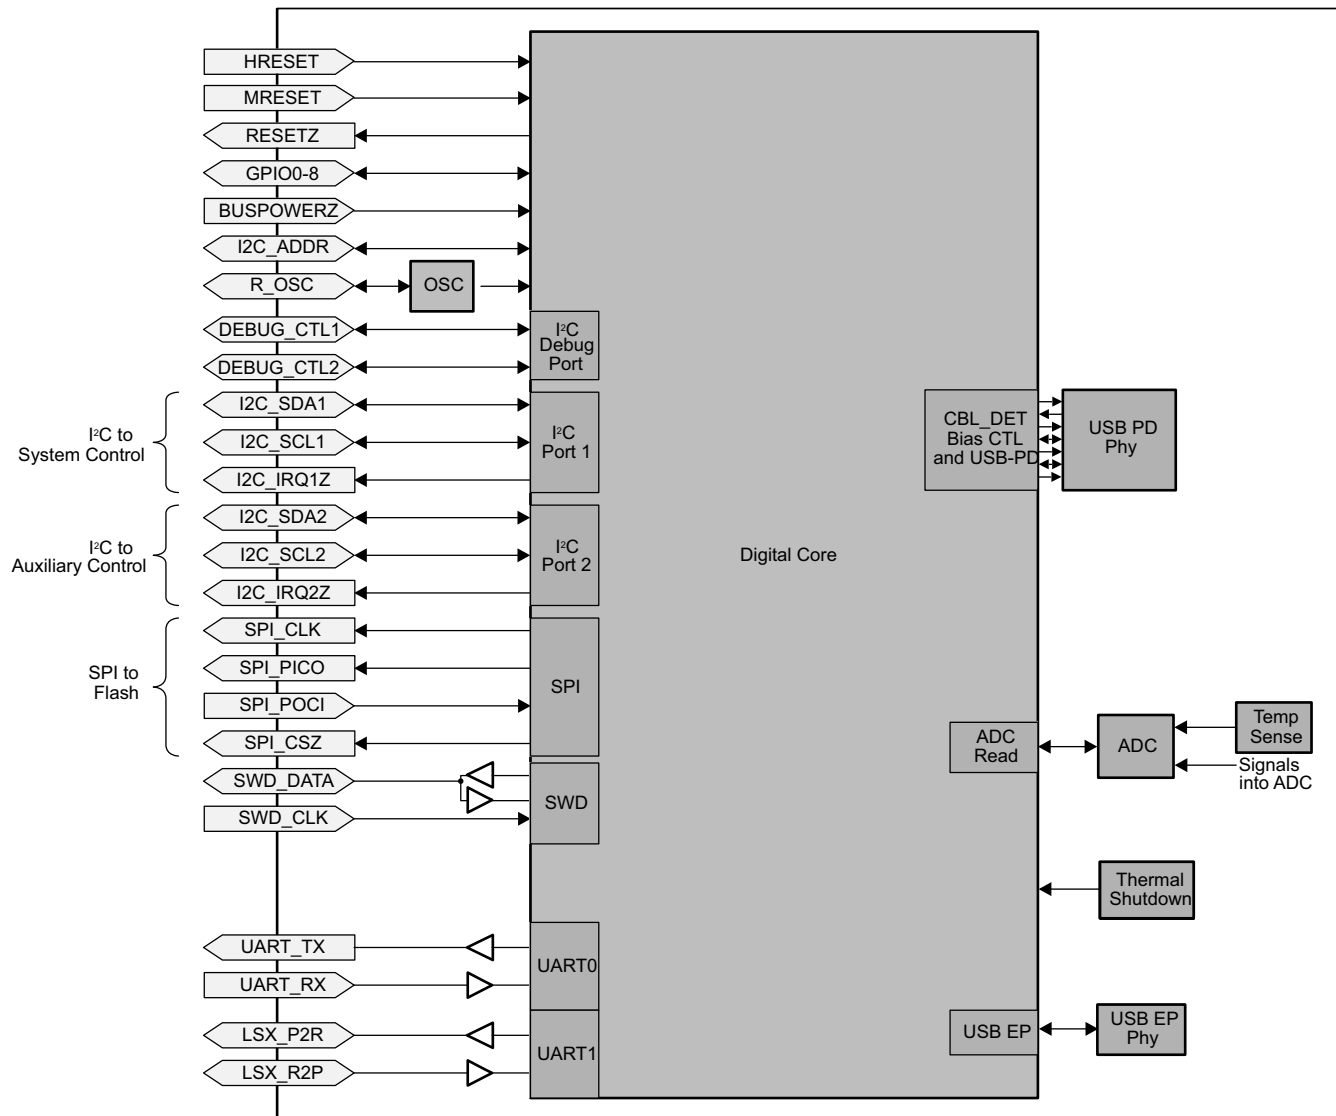 HRESET
MRESET
RESETZ
GPIO0-8
BUSPOWERZ
I2C_ADDR
R_OSC
OSC
DEBUG_CTL1
DEBUG_CTL2
I²C
Debug
Port
I²C to
System Control
I2C_SDA1
I2C_SCL1
I2C_IRQ1Z
I²C
Port 1
I²C to
Auxiliary Control
I2C_SDA2
I2C_SCL2
I2C_IRQ2Z
I²C
Port 2
SPI to
Flash
SPI_CLK
SPI_PICO
SPI_POCI
SPI_CSZ
SPI
SWD_DATA
SWD_CLK
SWD
UART_TX
UART_RX
UART0
LSX_P2R
LSX_R2P
UART1
Digital Core
CBL_DET
Bias CTL
and USB-PD
USB PD
Phy
ADC
Read
ADC
Temp
Sense
Signals
into ADC
Thermal
Shutdown
USB EP
USB EP
Phy